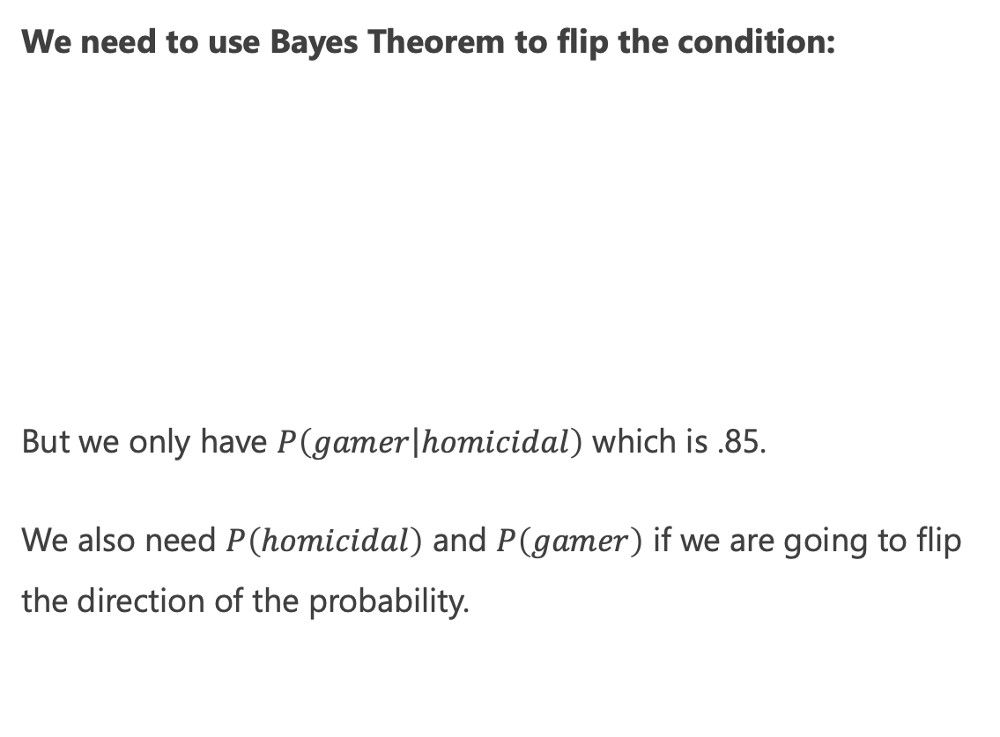 We need to use Bayes Theorem to flip the condition:
But we only have P(gamer|homicidal) which is .85.
We also need P(homicidal) and P(gamer) if we are going to flip
the direction of the probability.